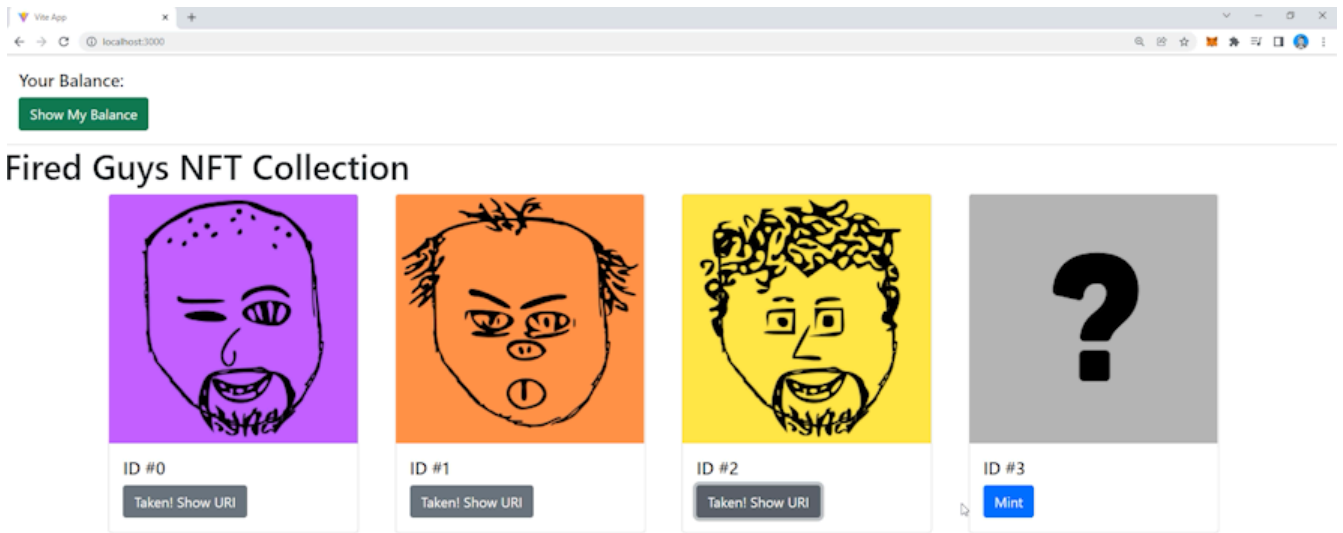 Vite App
localhost:3000
Your Balance:
Show My Balance
Fired Guys NFT Collection
?
ID #0
Taken! Show URI
ID #1
Taken! Show URI
ID #2
Taken! Show URI
ID #3
Mint